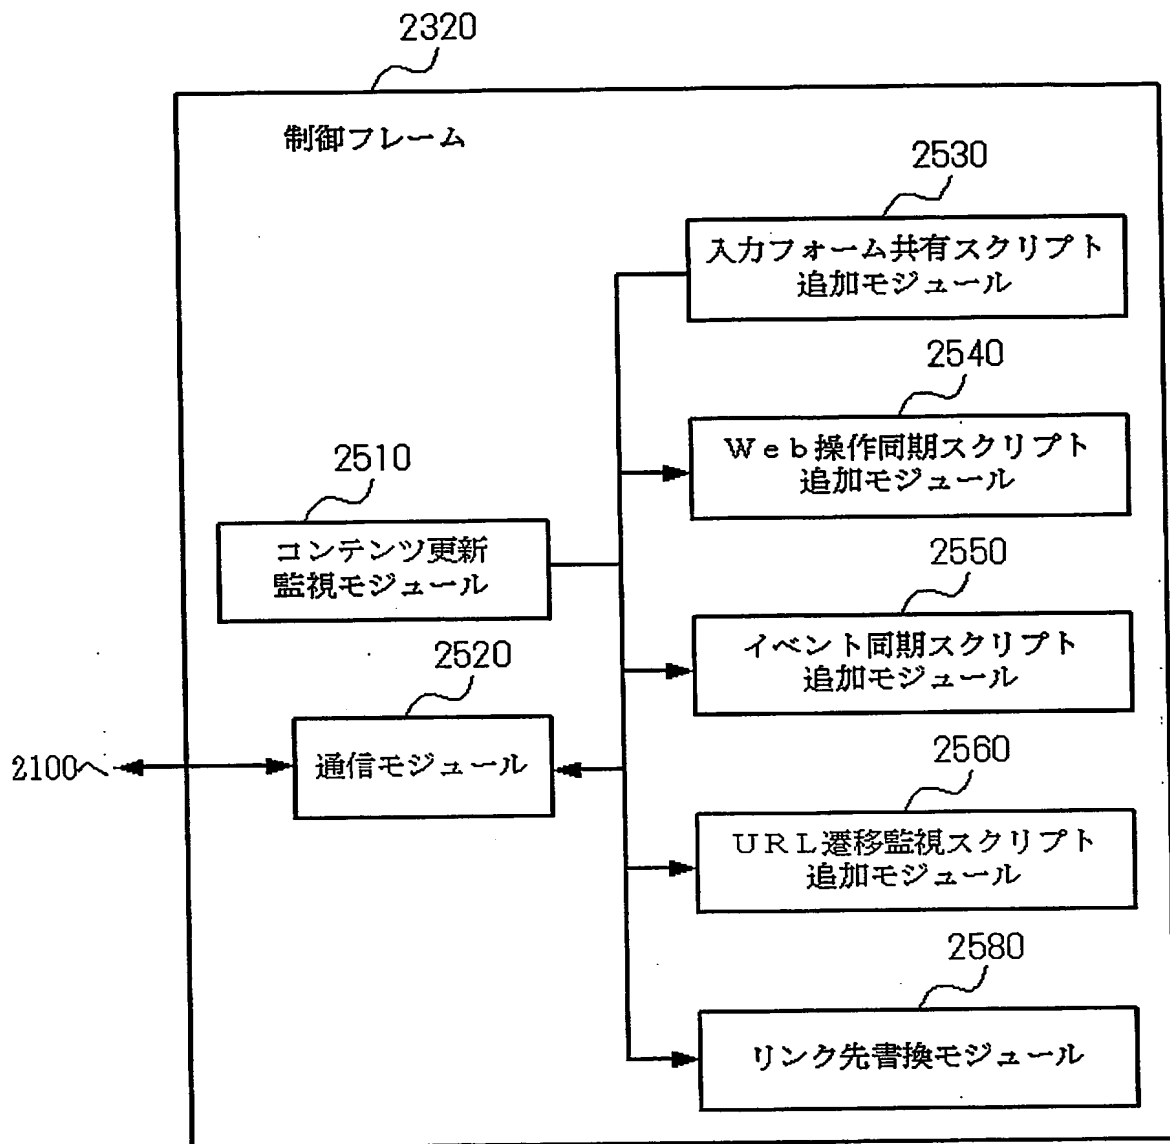 2320
制御フレーム
2530
入力フォーム共有スクリプト
追加モジュール
2540
Ｗｅｂ操作同期スクリプト
追加モジュール
2510
コンテンツ更新
監視モジュール
2550
イベント同期スクリプト
追加モジュール
2520
通信モジュール
2100
2560
ＵＲＬ遷移監視スクリプト
追加モジュール
2580
リンク先書換モジュール